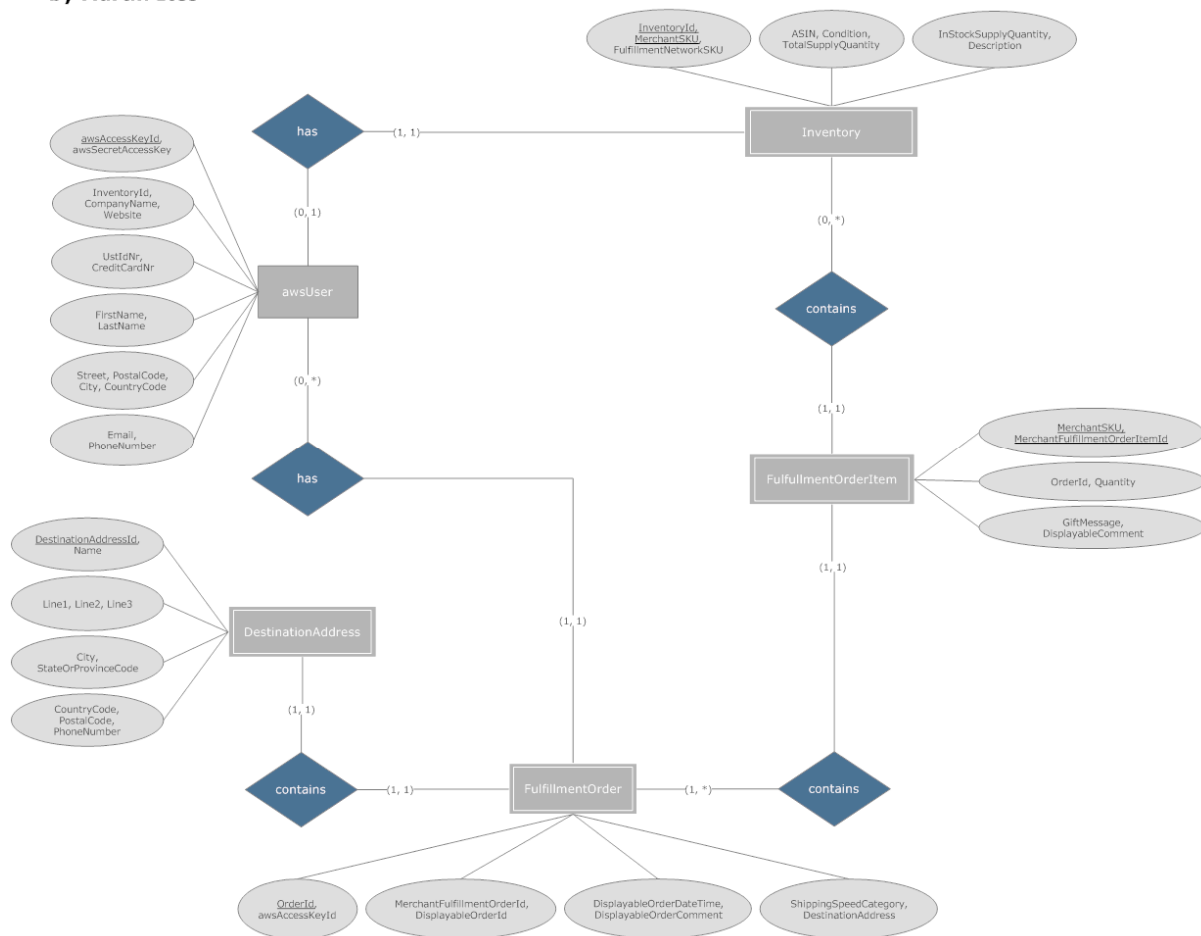 InventoryId,
MerchantSKU,
FulfillmentNetworkSKU
ASIN, Condition,
TotalSupplyQuantity
InStockSupplyQuantity,
Description
has
(1, 1)
Inventory
awsAccessKeyId,
awsSecretAccessKey
InventoryId,
CompanyName,
Website
(0, 1)
(0, *)
UstIdNr,
CreditCardNr
awsUser
FirstName,
LastName
contains
Street, PostalCode,
City, CountryCode
(0, *)
Email,
PhoneNumber
(1, 1)
MerchantSKU,
MerchantFulfillmentOrderItemId
has
FulfullmentOrderItem
OrderId, Quantity
GiftMessage,
DisplayableComment
DestinationAddressId,
Name
(1, 1)
Line1, Line2, Line3
DestinationAddress
(1, 1)
City,
StateOrProvinceCode
CountryCode,
PostalCode,
PhoneNumber
(1, 1)
contains
(1, 1)
FulfillmentOrder
(1, *)
contains
OrderId,
awsAccessKeyId
MerchantFulfillmentOrderId,
DisplayableOrderId
DisplayableOrderDateTime,
DisplayableOrderComment
ShippingSpeedCategory,
DestinationAddress